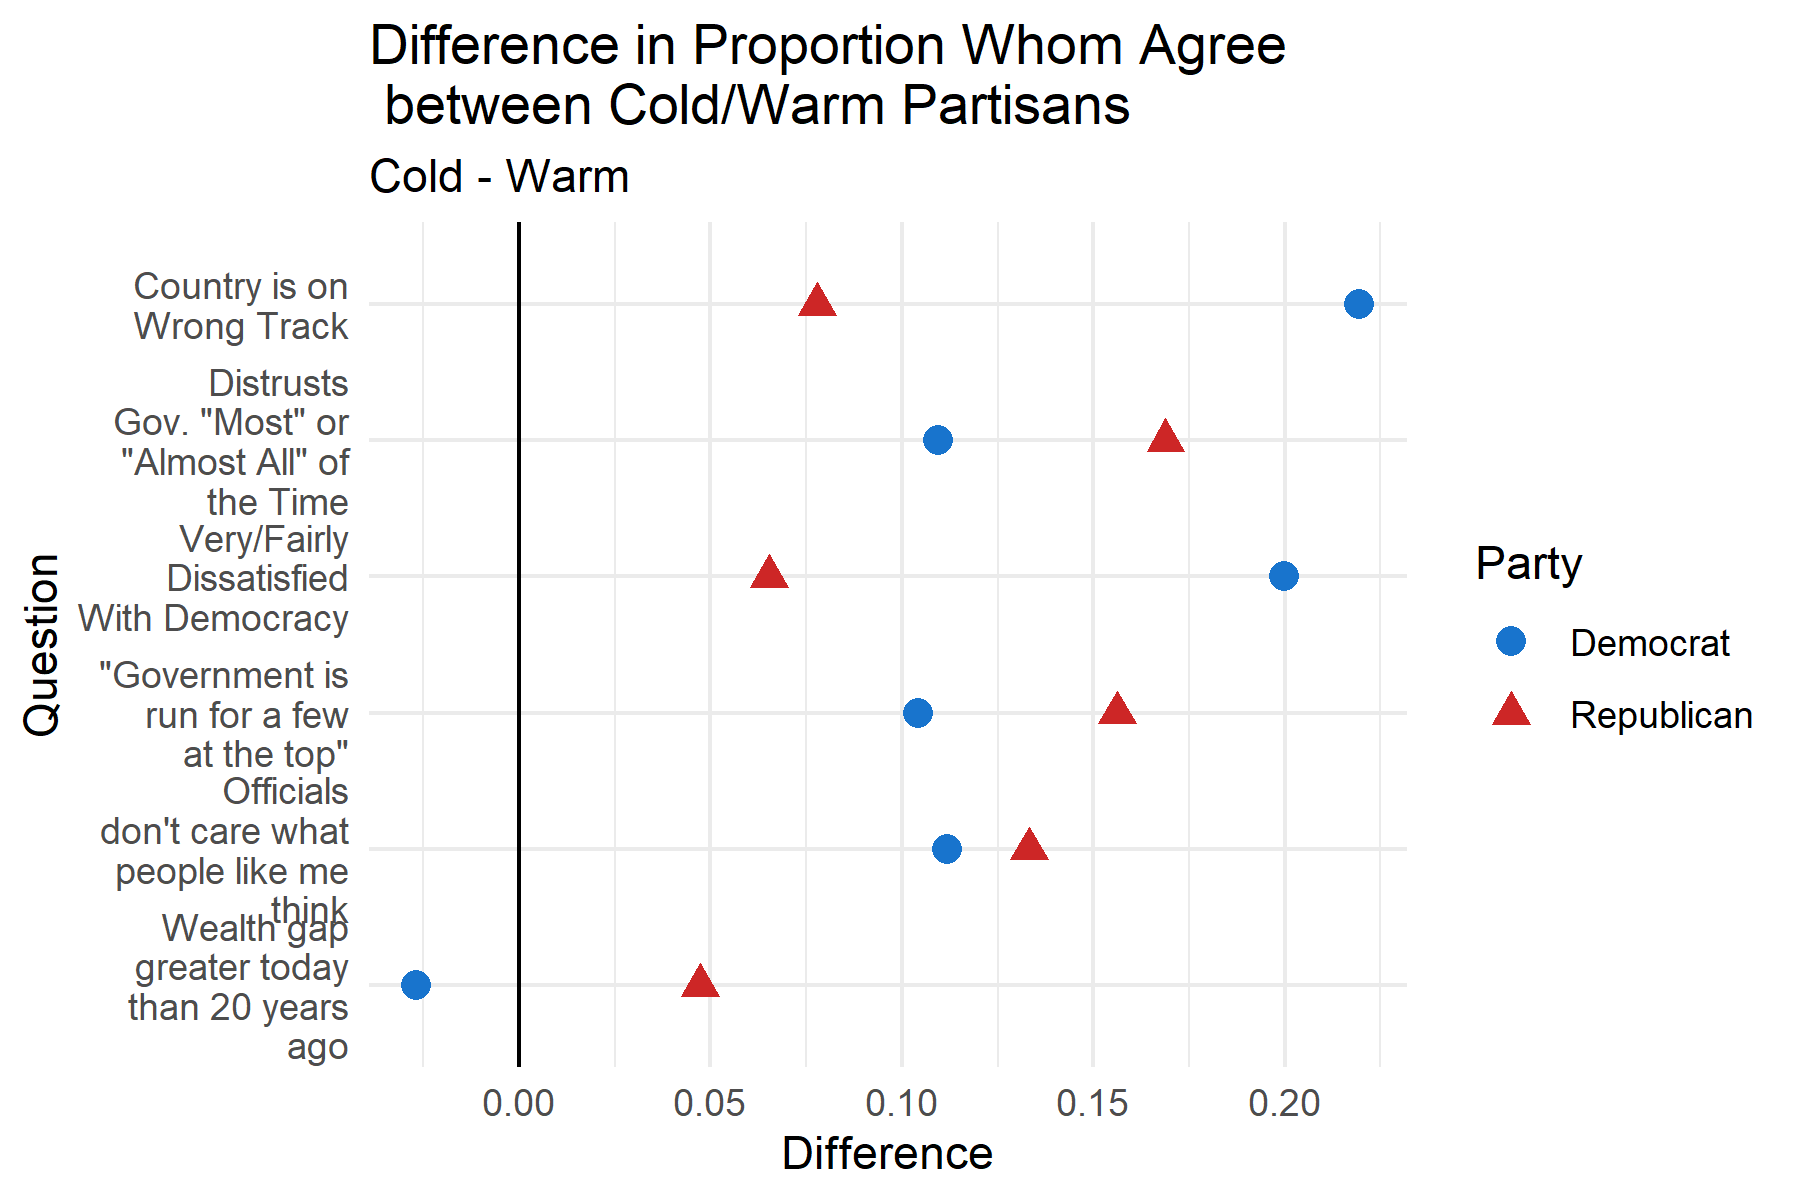 Difference in Proportion Whom Agree
between Cold/Warm Partisans
Cold - Warm
Question
Country is on
Wrong Track
Distrusts
Gov. "Most" or
"Almost All" of
the Time
Very/Fairly
Dissatisfied
With Democracy
"Government is
run for a few
at the top"
Officials
don't care what
people like me
think
Wealth gap
greater today
than 20 years
ago
0.00
0.05
0.10
0.15
0.20
Difference
Party
Democrat
Republican